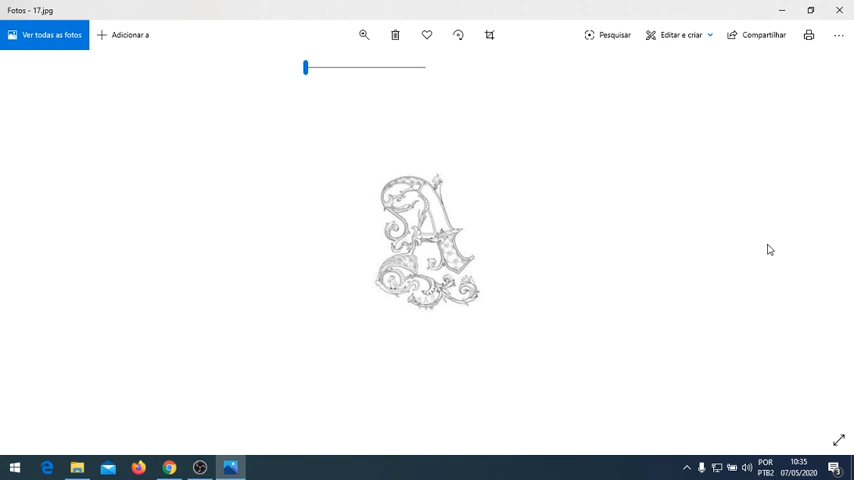 Fotos - 17.jpg
Ver todas as fotos
Adicionar a
Pesquisar
Editar e criar
Compartilhar
A
POR
PTB2
10:35
07/05/2020
3